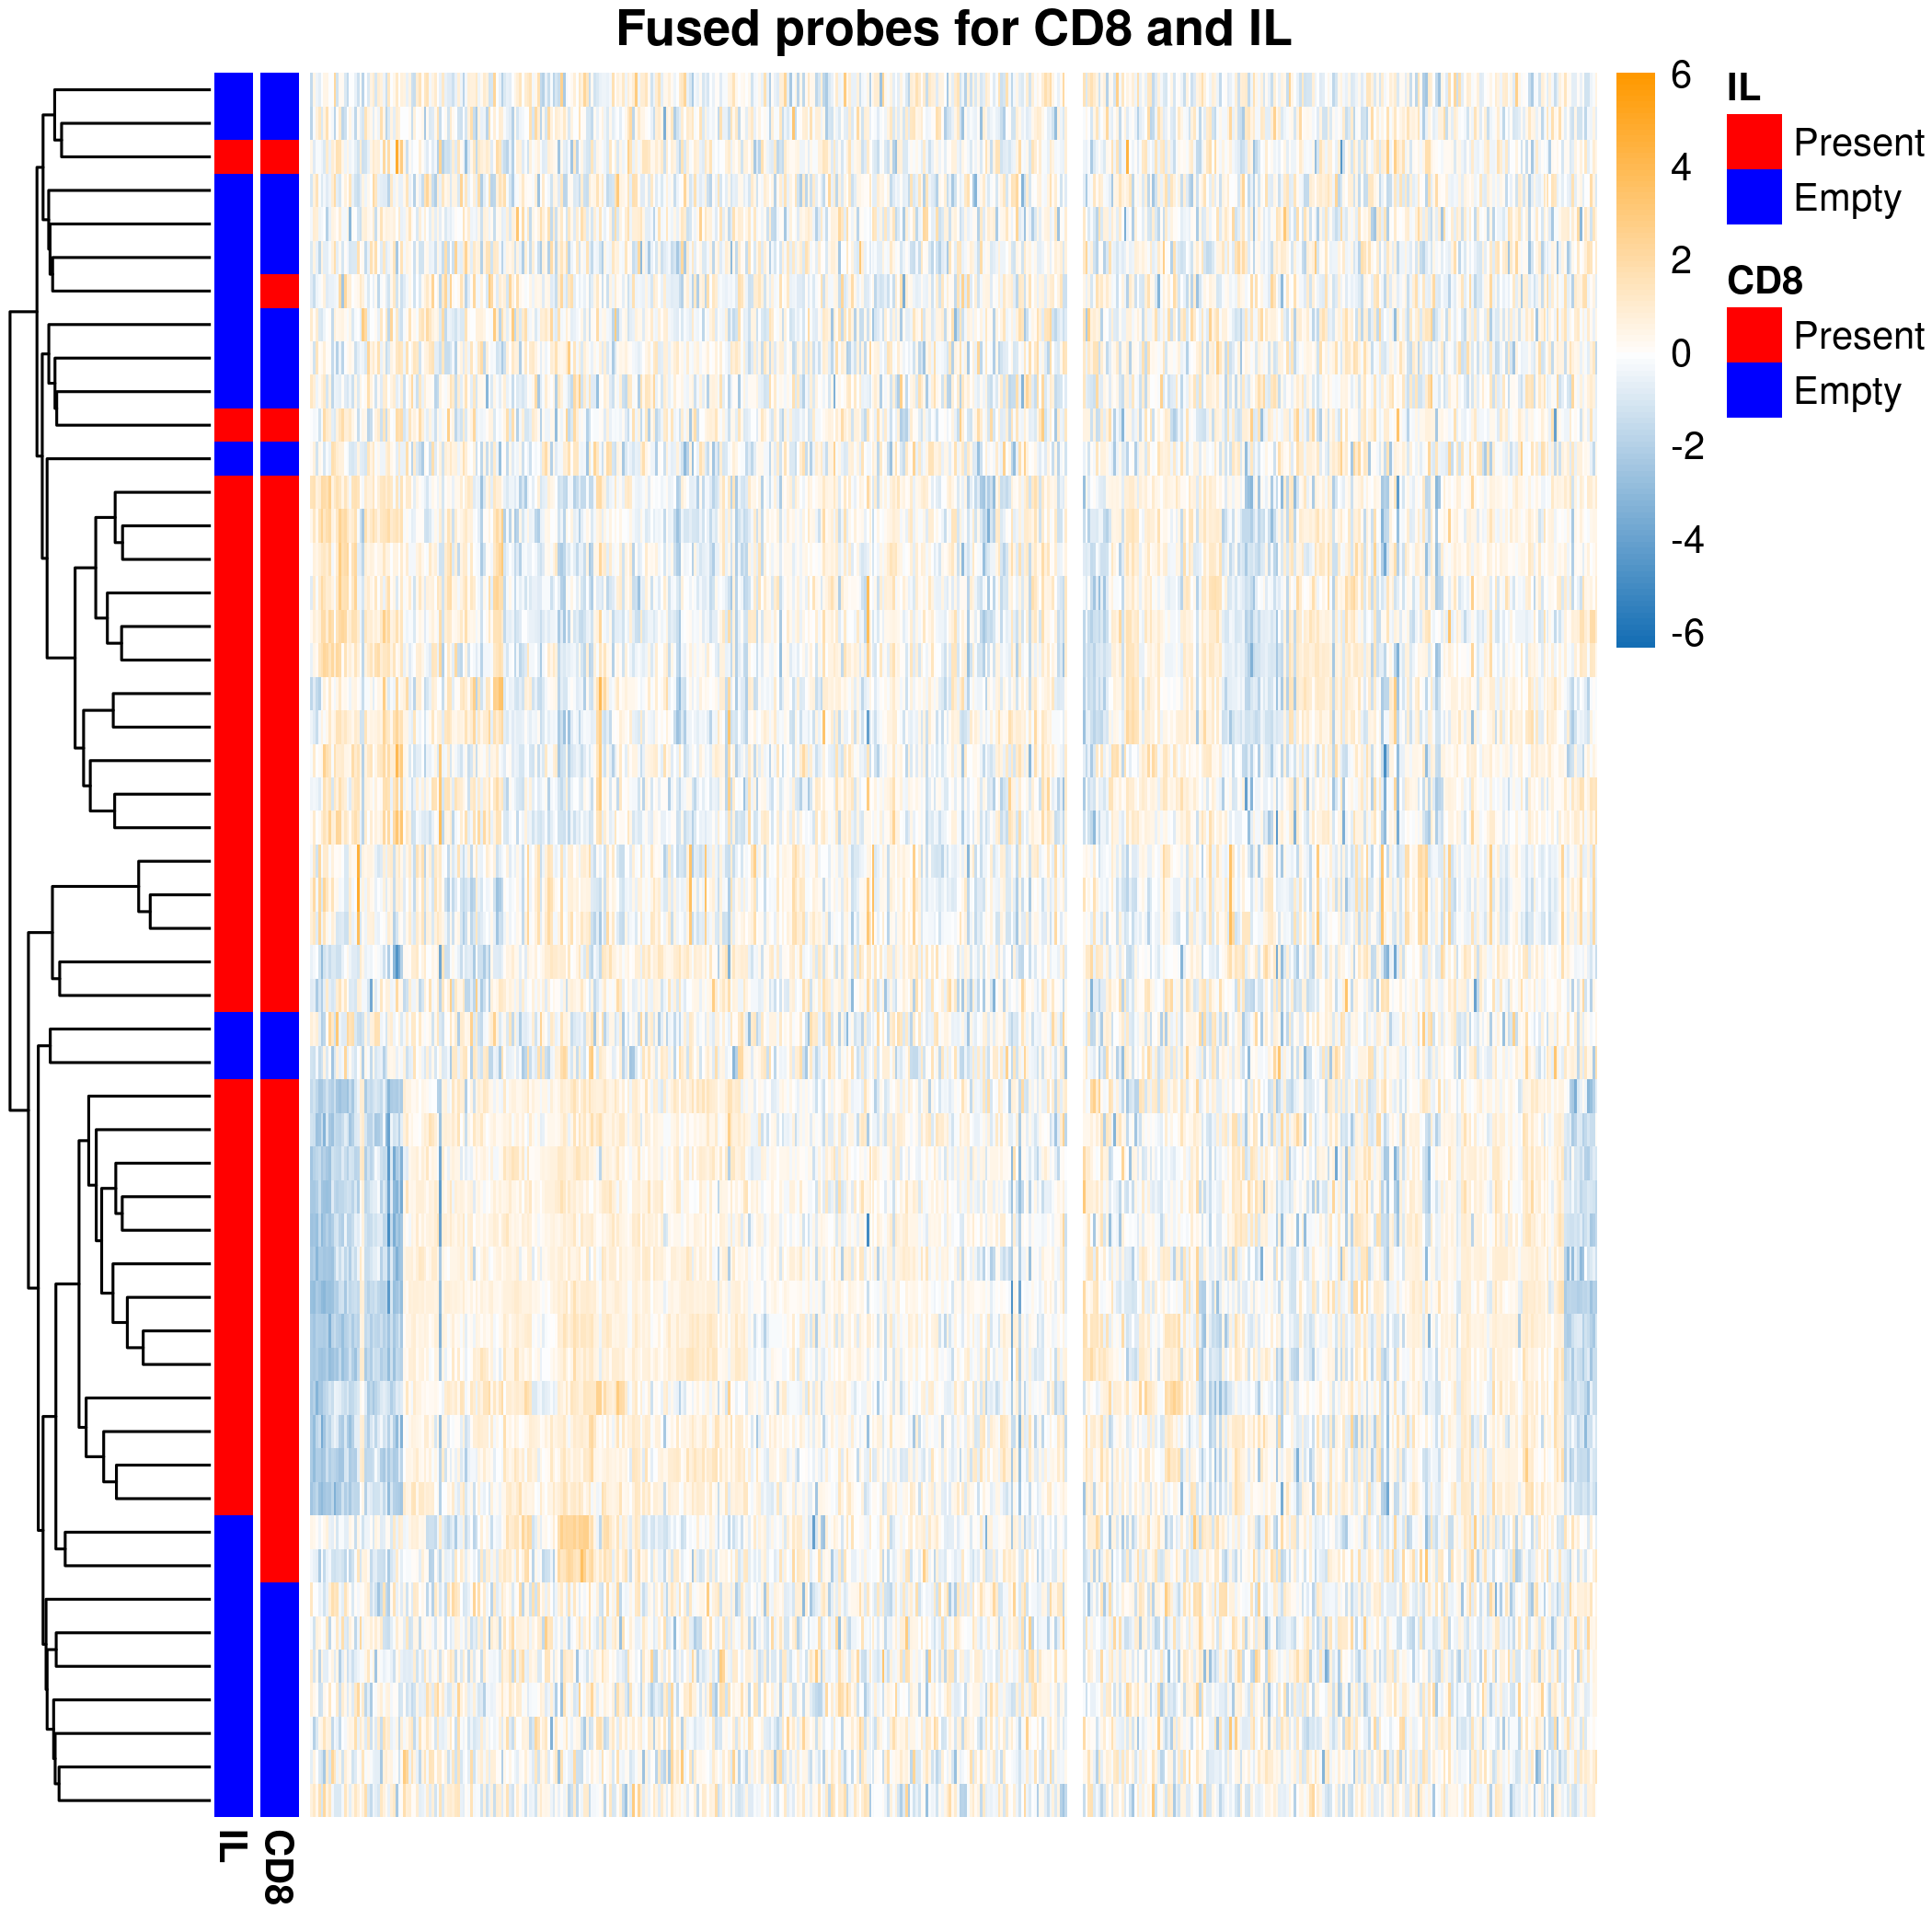 Fused probes for CD8 and IL
6
4
2
0
-2
-4
-6
IL
Present
Empty
CD8
Present
Empty
IL
CD8